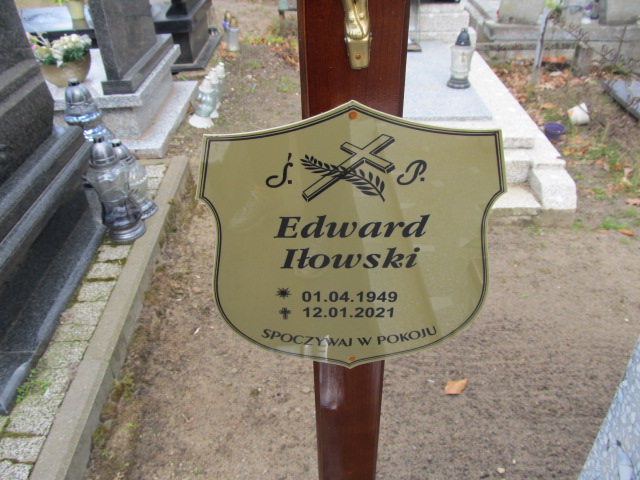 Ś. P.
Edward
Iłowski
01.04.1949
12.01.2021
SPOCZYWAJ W POKOJU